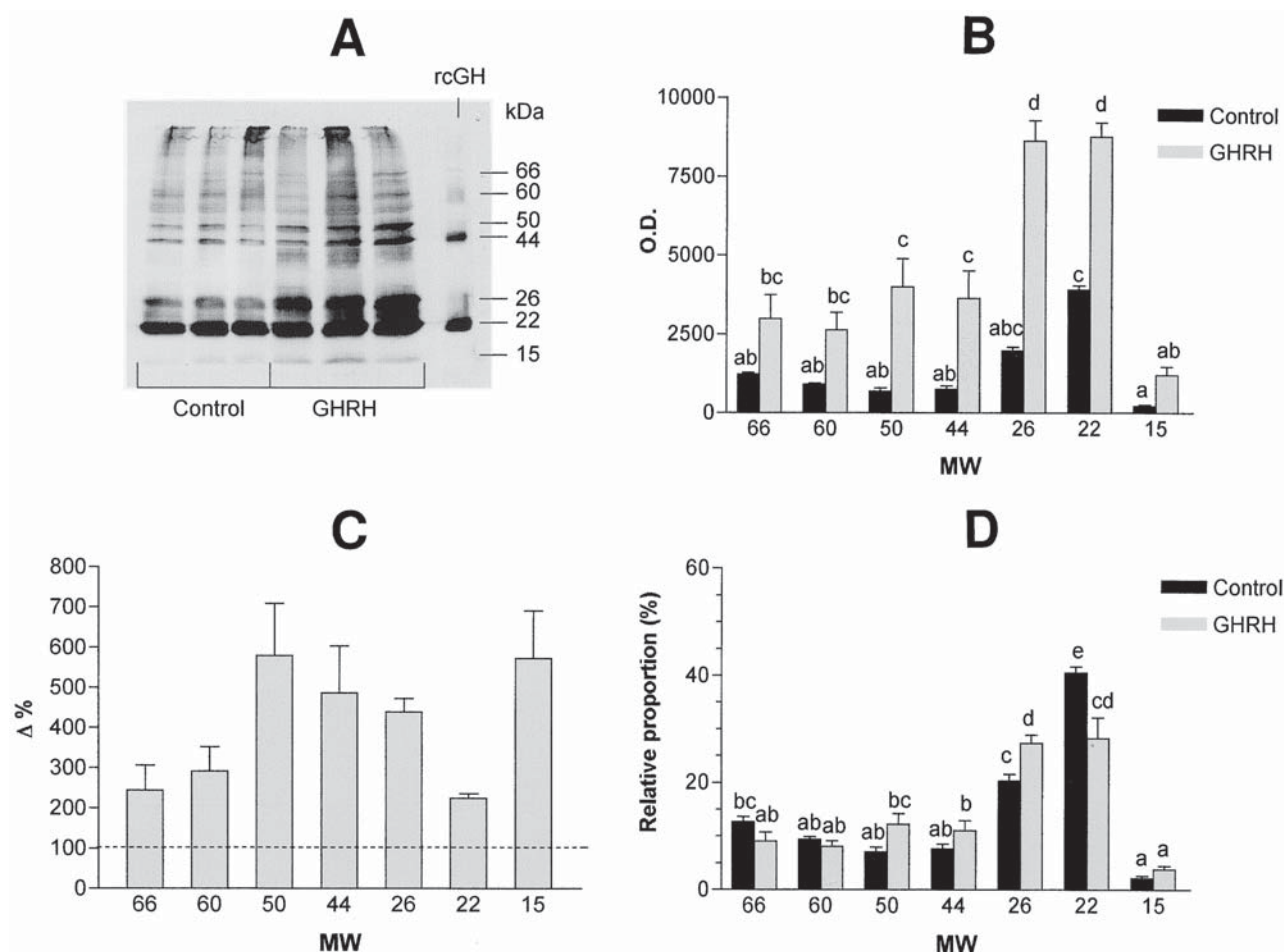 A
rcGH
kDa
66
60
50
44
26
22
15
Control GHRH
B
10000
7500
5000
2500
0
O.D.
Control
GHRH
ab bc ab bc ab c ab c abc d c d a ab
66 60 50 44 26 22 15
MW
C
800
700
600
500
400
300
200
100
0
Δ %
66 60 50 44 26 22 15
MW
D
60
40
20
0
Relative proportion (%)
Control
GHRH
bc ab ab ab ab bc ab b c d e cd a a
66 60 50 44 26 22 15
MW